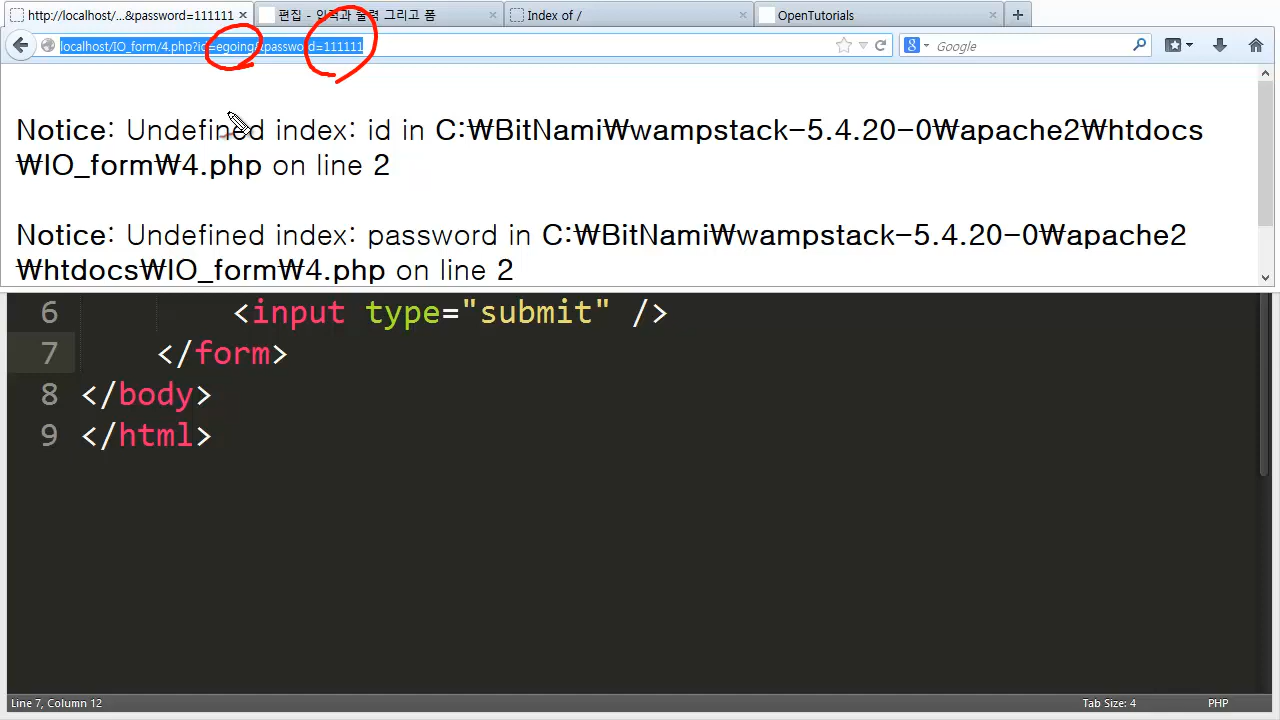 http://localhost/...&password=111111
편집 - 입력과 출력 그리고 폼
Index of /
OpenTutorials
localhost/IO_form/4.php?id=egoing&password=111111
Google
Notice: Undefined index: id in C:₩BitNami₩wampstack-5.4.20-0₩apache2₩htdocs
₩IO_form₩4.php on line 2
Notice: Undefined index: password in C:₩BitNami₩wampstack-5.4.20-0₩apache2
₩htdocs₩IO_form₩4.php on line 2
6 <input type="submit" />
7 </form>
8 </body>
9 </html>
Line 7, Column 12
Tab Size: 4
PHP